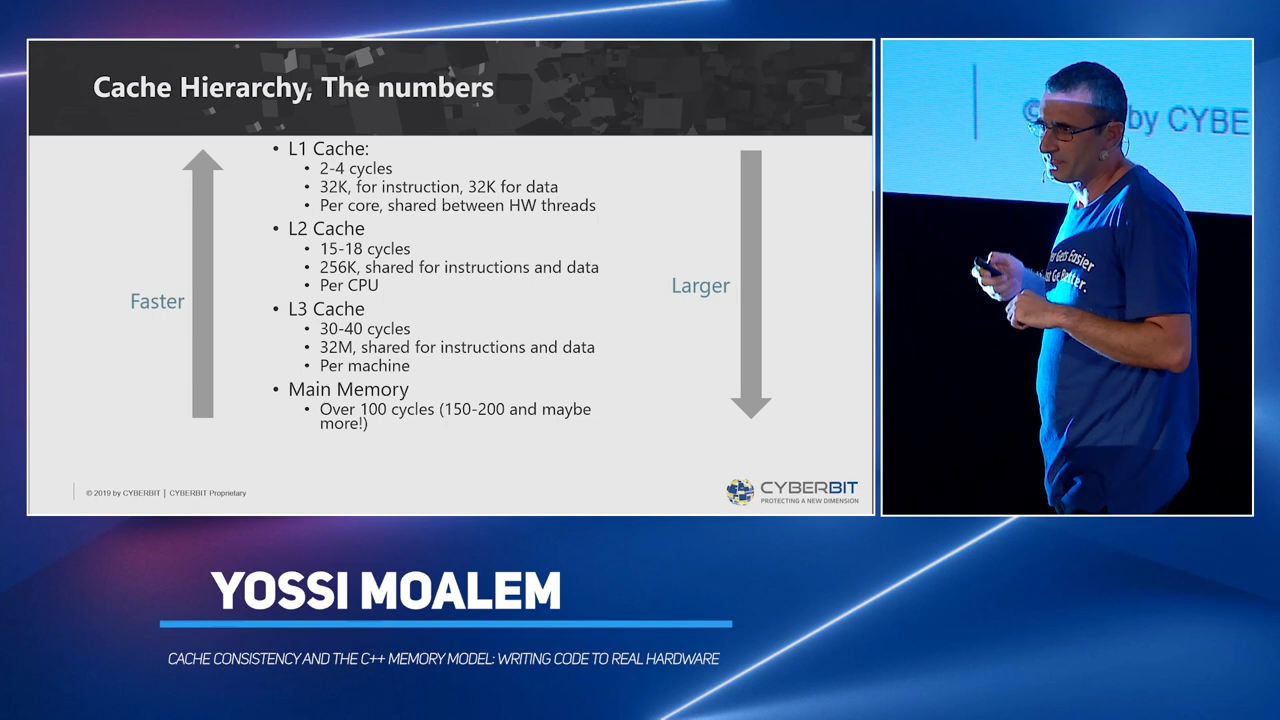 Cache Hierarchy, The numbers
• L1 Cache:
• 2-4 cycles
• 32K, for instruction, 32K for data
• Per core, shared between HW threads
• L2 Cache
• 15-18 cycles
• 256K, shared for instructions and data
• Per CPU
• L3 Cache
• 30-40 cycles
• 32M, shared for instructions and data
• Per machine
• Main Memory
• Over 100 cycles (150-200 and maybe
more!)
Faster
Larger
© 2019 by CYBERBIT | CYBERBIT Proprietary
CYBERBIT
PROTECTING A NEW DIMENSION
by CYBE
Gets Easier
YOSSI MOALEM
CACHE CONSISTENCY AND THE C++ MEMORY MODEL: WRITING CODE TO REAL HARDWARE